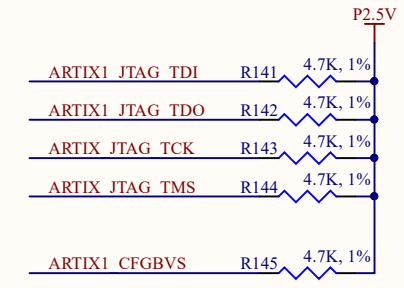 P2.5V
ARTIX1_JTAG_TDI R141 4.7K, 1%
ARTIX1_JTAG_TDO R142 4.7K, 1%
ARTIX_JTAG_TCK R143 4.7K, 1%
ARTIX_JTAG_TMS R144 4.7K, 1%
ARTIX1_CFGBVS R145 4.7K, 1%